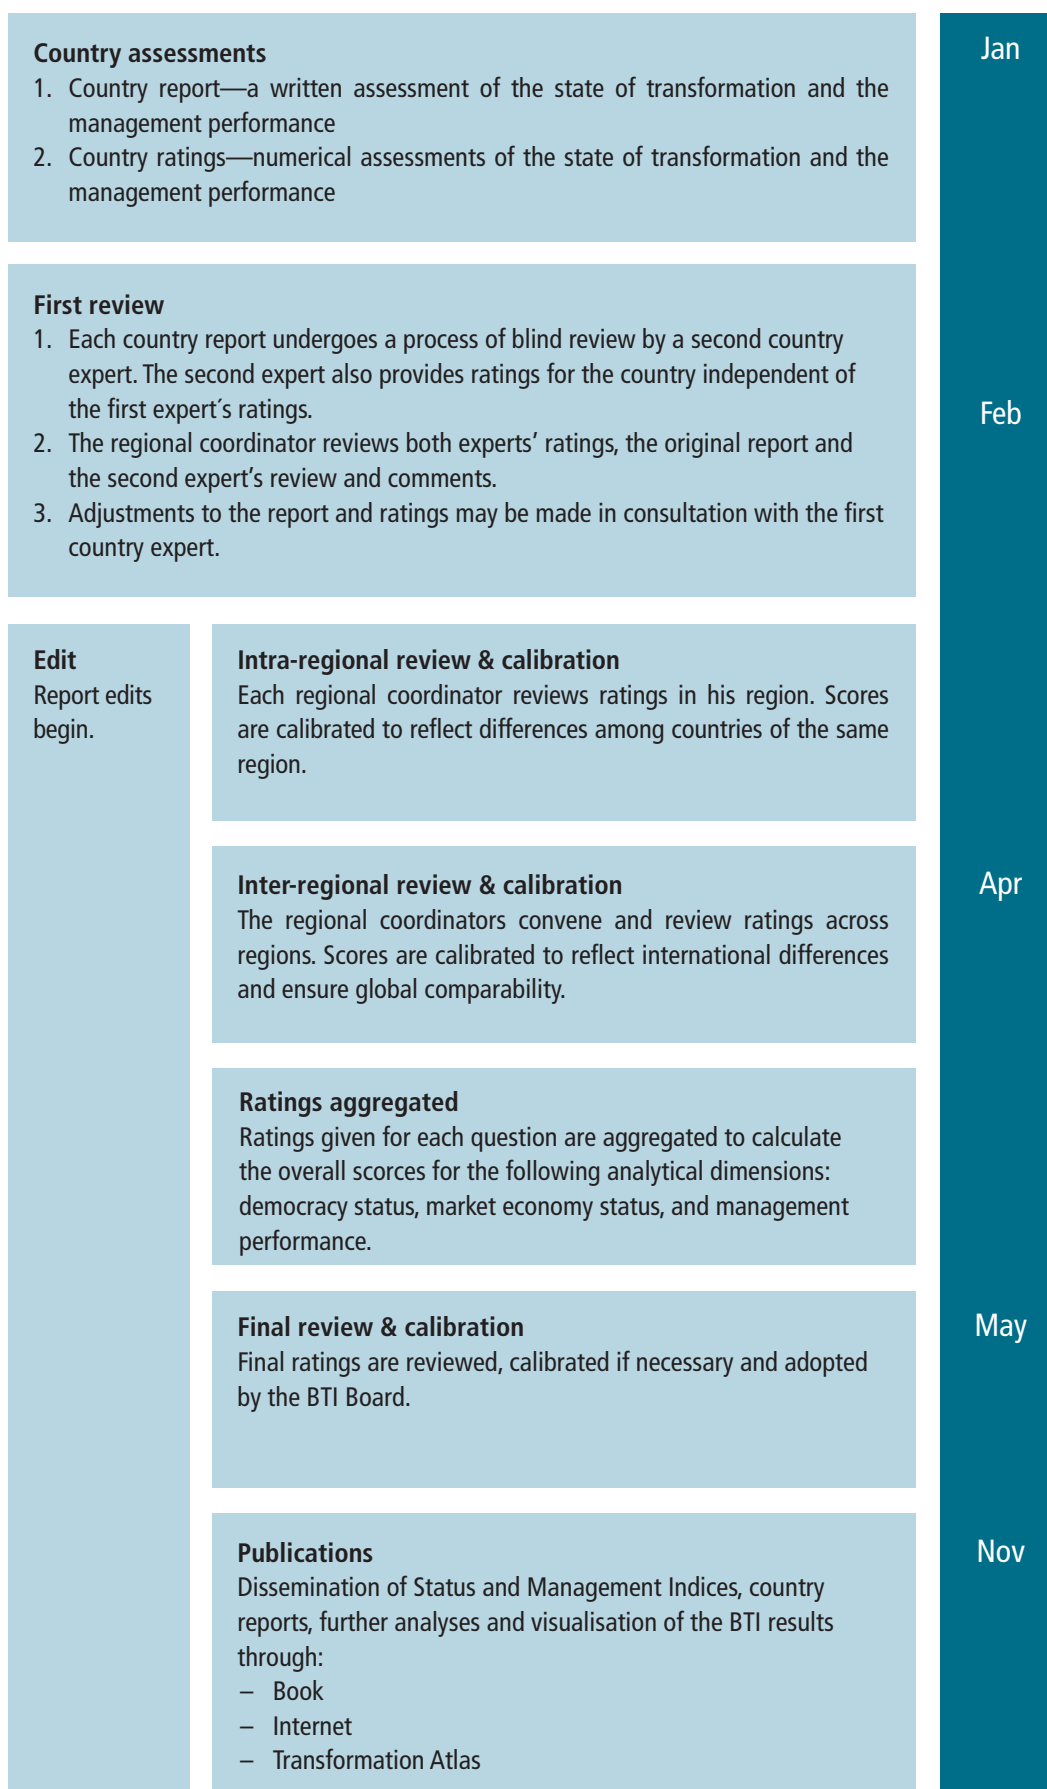 Country assessments
1. Country report—a written assessment of the state of transformation and the
management performance
2. Country ratings—numerical assessments of the state of transformation and the
management performance
Jan
First review
1. Each country report undergoes a process of blind review by a second country
expert. The second expert also provides ratings for the country independent of
the first expert´s ratings.
2. The regional coordinator reviews both experts’ ratings, the original report and
the second expert’s review and comments.
3. Adjustments to the report and ratings may be made in consultation with the first
country expert.
Feb
Edit
Report edits
begin.
Intra-regional review & calibration
Each regional coordinator reviews ratings in his region. Scores
are calibrated to reflect differences among countries of the same
region.
Inter-regional review & calibration
The regional coordinators convene and review ratings across
regions. Scores are calibrated to reflect international differences
and ensure global comparability.
Apr
Ratings aggregated
Ratings given for each question are aggregated to calculate
the overall scorces for the following analytical dimensions:
democracy status, market economy status, and management
performance.
Final review & calibration
Final ratings are reviewed, calibrated if necessary and adopted
by the BTI Board.
May
Publications
Dissemination of Status and Management Indices, country
reports, further analyses and visualisation of the BTI results
through:
– Book
– Internet
– Transformation Atlas
Nov